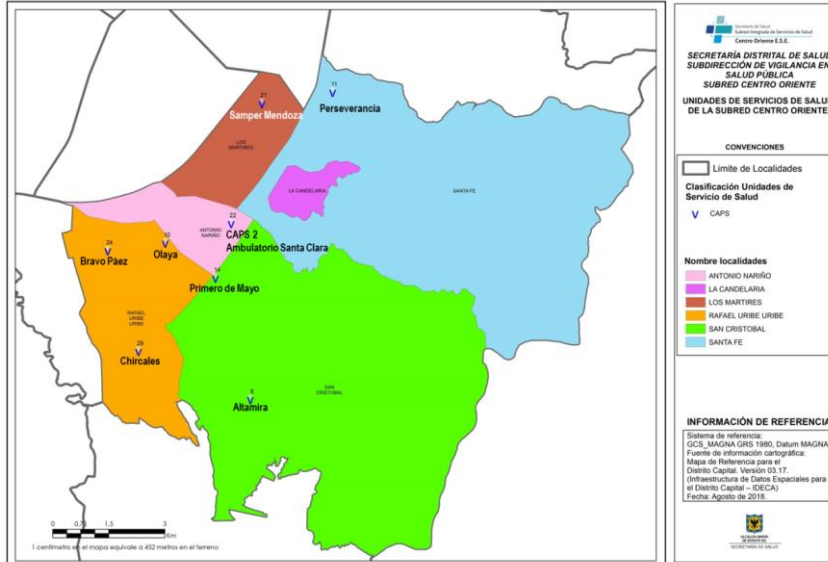 11
Perseverancia
21
Samper Mendoza
LOS
MARTIRES
LA CANDELARIA
SANTA FE
22
ANTONIO
NARIÑO
CAPS 2
Ambulatorio Santa Clara
24
Bravo Páez
10
Olaya
14
Primero de Mayo
RAFAEL
URIBE
URIBE
29
Chircales
SAN
CRISTOBAL
Altamira
0 0,75 1,5 3
Km
1 centímetro en el mapa equivale a 452 metros en el terreno
Secretaría de Salud
Subred Integrada de Servicios de Salud
Centro Oriente E.S.E.
SECRETARÍA DISTRITAL DE SALUD
SUBDIRECCIÓN DE VIGILANCIA EN
SALUD PÚBLICA
SUBRED CENTRO ORIENTE
UNIDADES DE SERVICIOS DE SALUD
DE LA SUBRED CENTRO ORIENTE
CONVENCIONES
Limite de Localidades
Clasificación Unidades de
Servicio de Salud
CAPS
Nombre localidades
ANTONIO NARIÑO
LA CANDELARIA
LOS MARTIRES
RAFAEL URIBE URIBE
SAN CRISTOBAL
SANTA FE
INFORMACIÓN DE REFERENCIA
Sistema de referencia:
GCS_MAGNA GRS 1980, Datum MAGNA
Fuente de información cartográfica:
Mapa de Referencia para el
Distrito Capital. Versión 03.17.
(Infraestructura de Datos Espaciales para
el Distrito Capital – IDECA)
Fecha: Agosto de 2018.
ALCALDÍA MAYOR
DE BOGOTÁ D.C.
SECRETARÍA DE SALUD